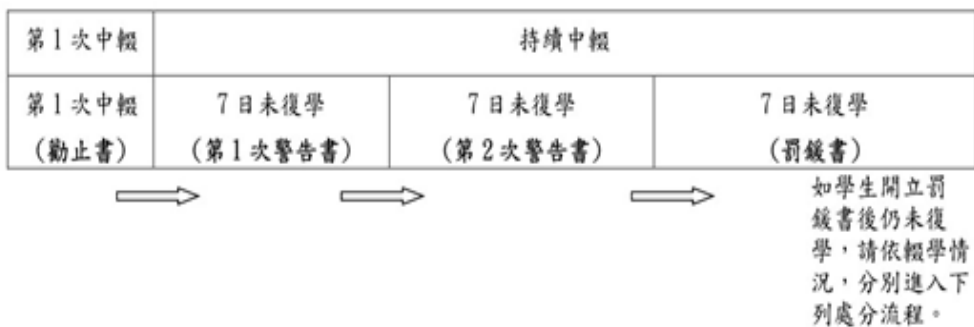 第1次中輟 持續中輟
第1次中輟 7日未復學 7日未復學 7日未復學
(勸止書) (第1次警告書) (第2次警告書) (罰鍰書)
如學生開立罰
鍰書後仍未復
學，請依輟學情
況，分別進入下
列處分流程。